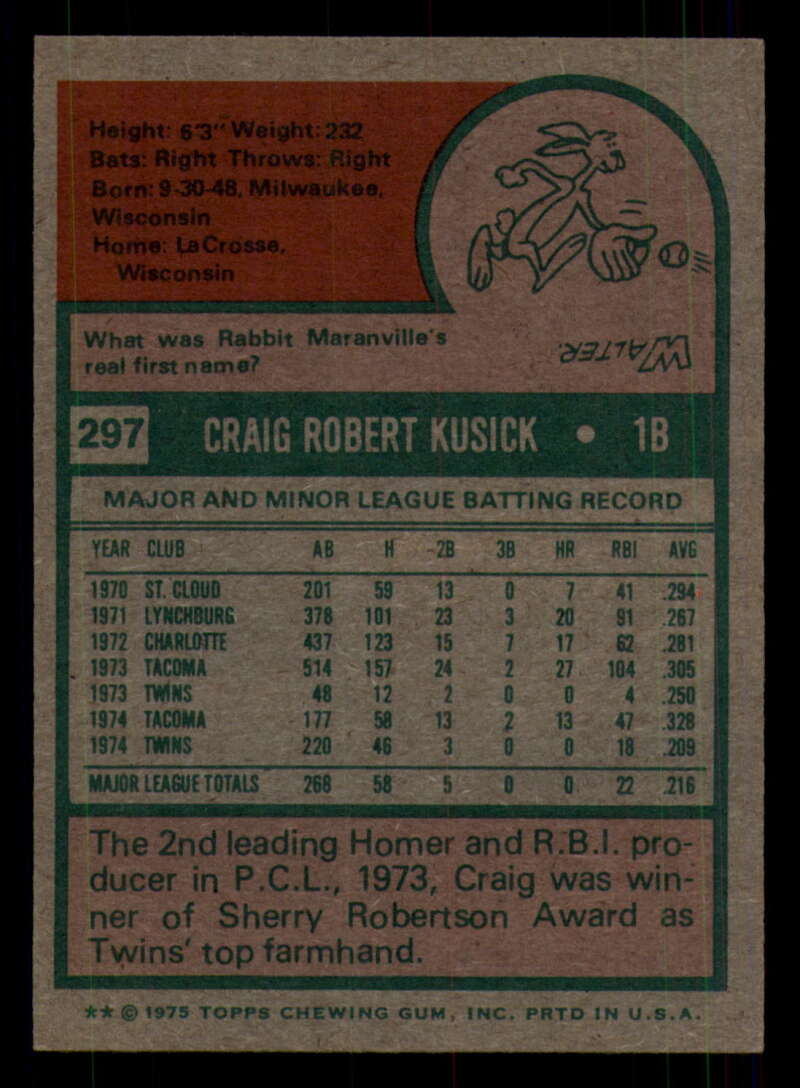 Height: 6'3" Weight: 232
Bats: Right Throws: Right
Born: 9-30-48, Milwaukee,
Wisconsin
Home: LaCrosse,
Wisconsin
What was Rabbit Maranville's
real first name?
WALTER.
297 CRAIG ROBERT KUSICK • 1B
MAJOR AND MINOR LEAGUE BATTING RECORD
YEAR CLUB AB H 2B 3B HR RBI AVG
1970 ST. CLOUD 201 59 13 0 7 41 .294
1971 LYNCHBURG 378 101 23 3 20 91 .267
1972 CHARLOTTE 437 123 15 7 17 62 .281
1973 TACOMA 514 157 24 2 27 104 .305
1973 TWINS 48 12 2 0 0 4 .250
1974 TACOMA 177 58 13 2 13 47 .328
1974 TWINS 220 46 3 0 0 18 .209
MAJOR LEAGUE TOTALS 268 58 5 0 0 22 .216
The 2nd leading Homer and R.B.I. pro-
ducer in P.C.L., 1973, Craig was win-
ner of Sherry Robertson Award as
Twins' top farmhand.
** © 1975 TOPPS CHEWING GUM, INC. PRTD IN U.S.A.